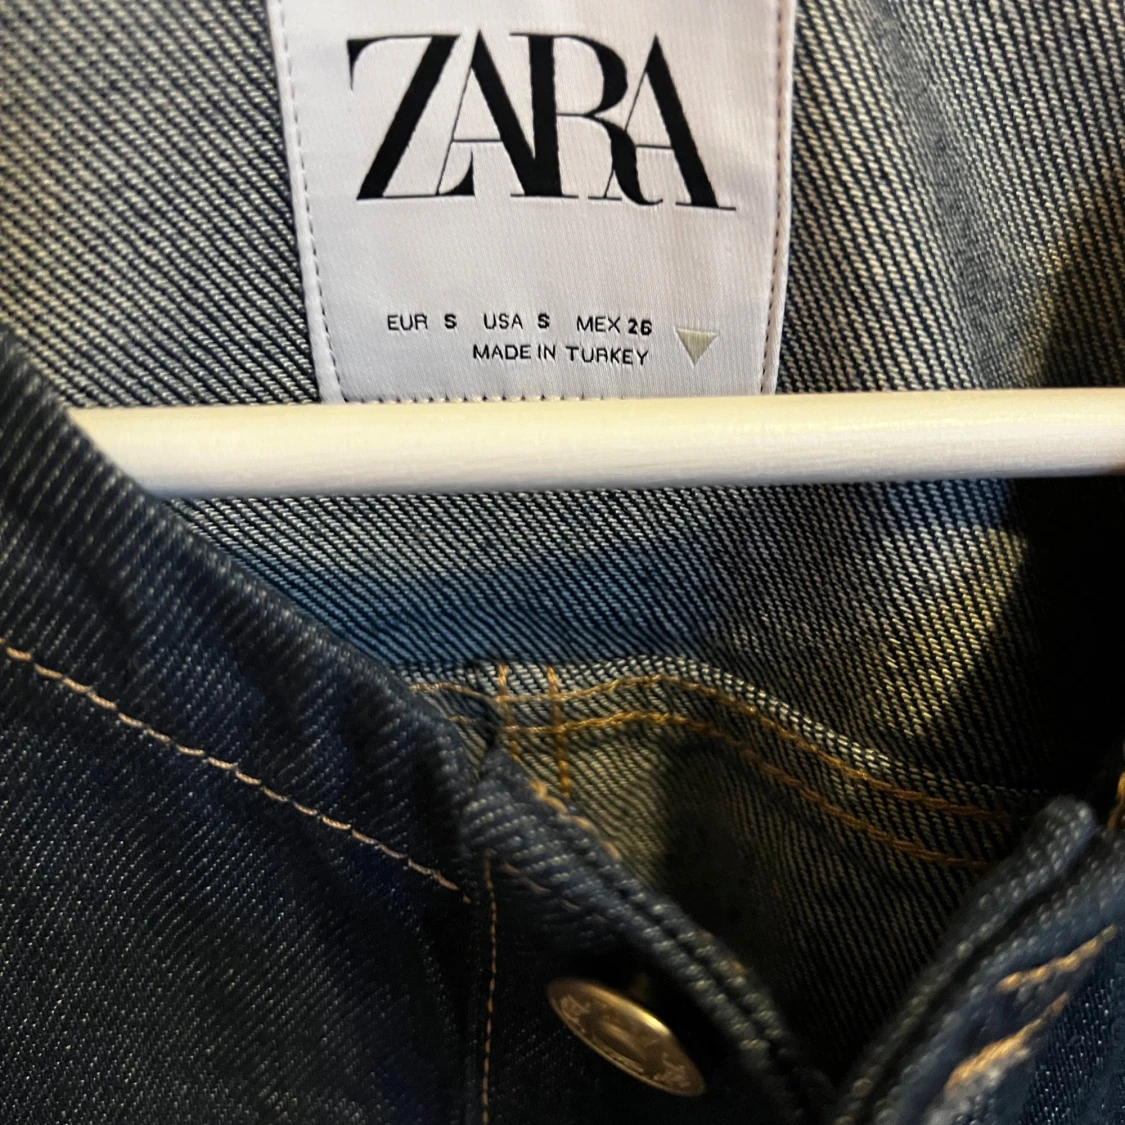 ZARA
EUR S USA S MEX 26
MADE IN TURKEY